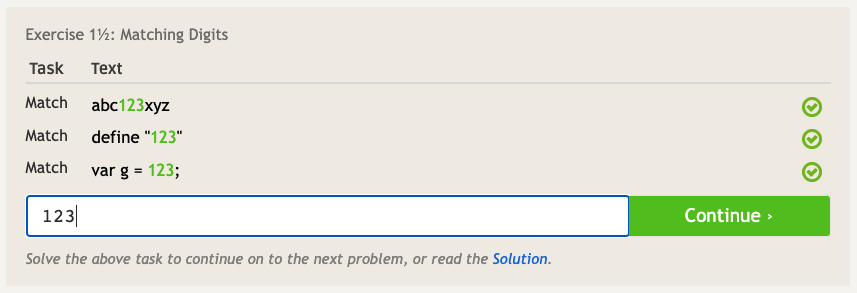 Exercise 1½: Matching Digits
Task Text
Match abc123xyz
Match define "123"
Match var g = 123;
123 Continue ›
Solve the above task to continue on to the next problem, or read the Solution.